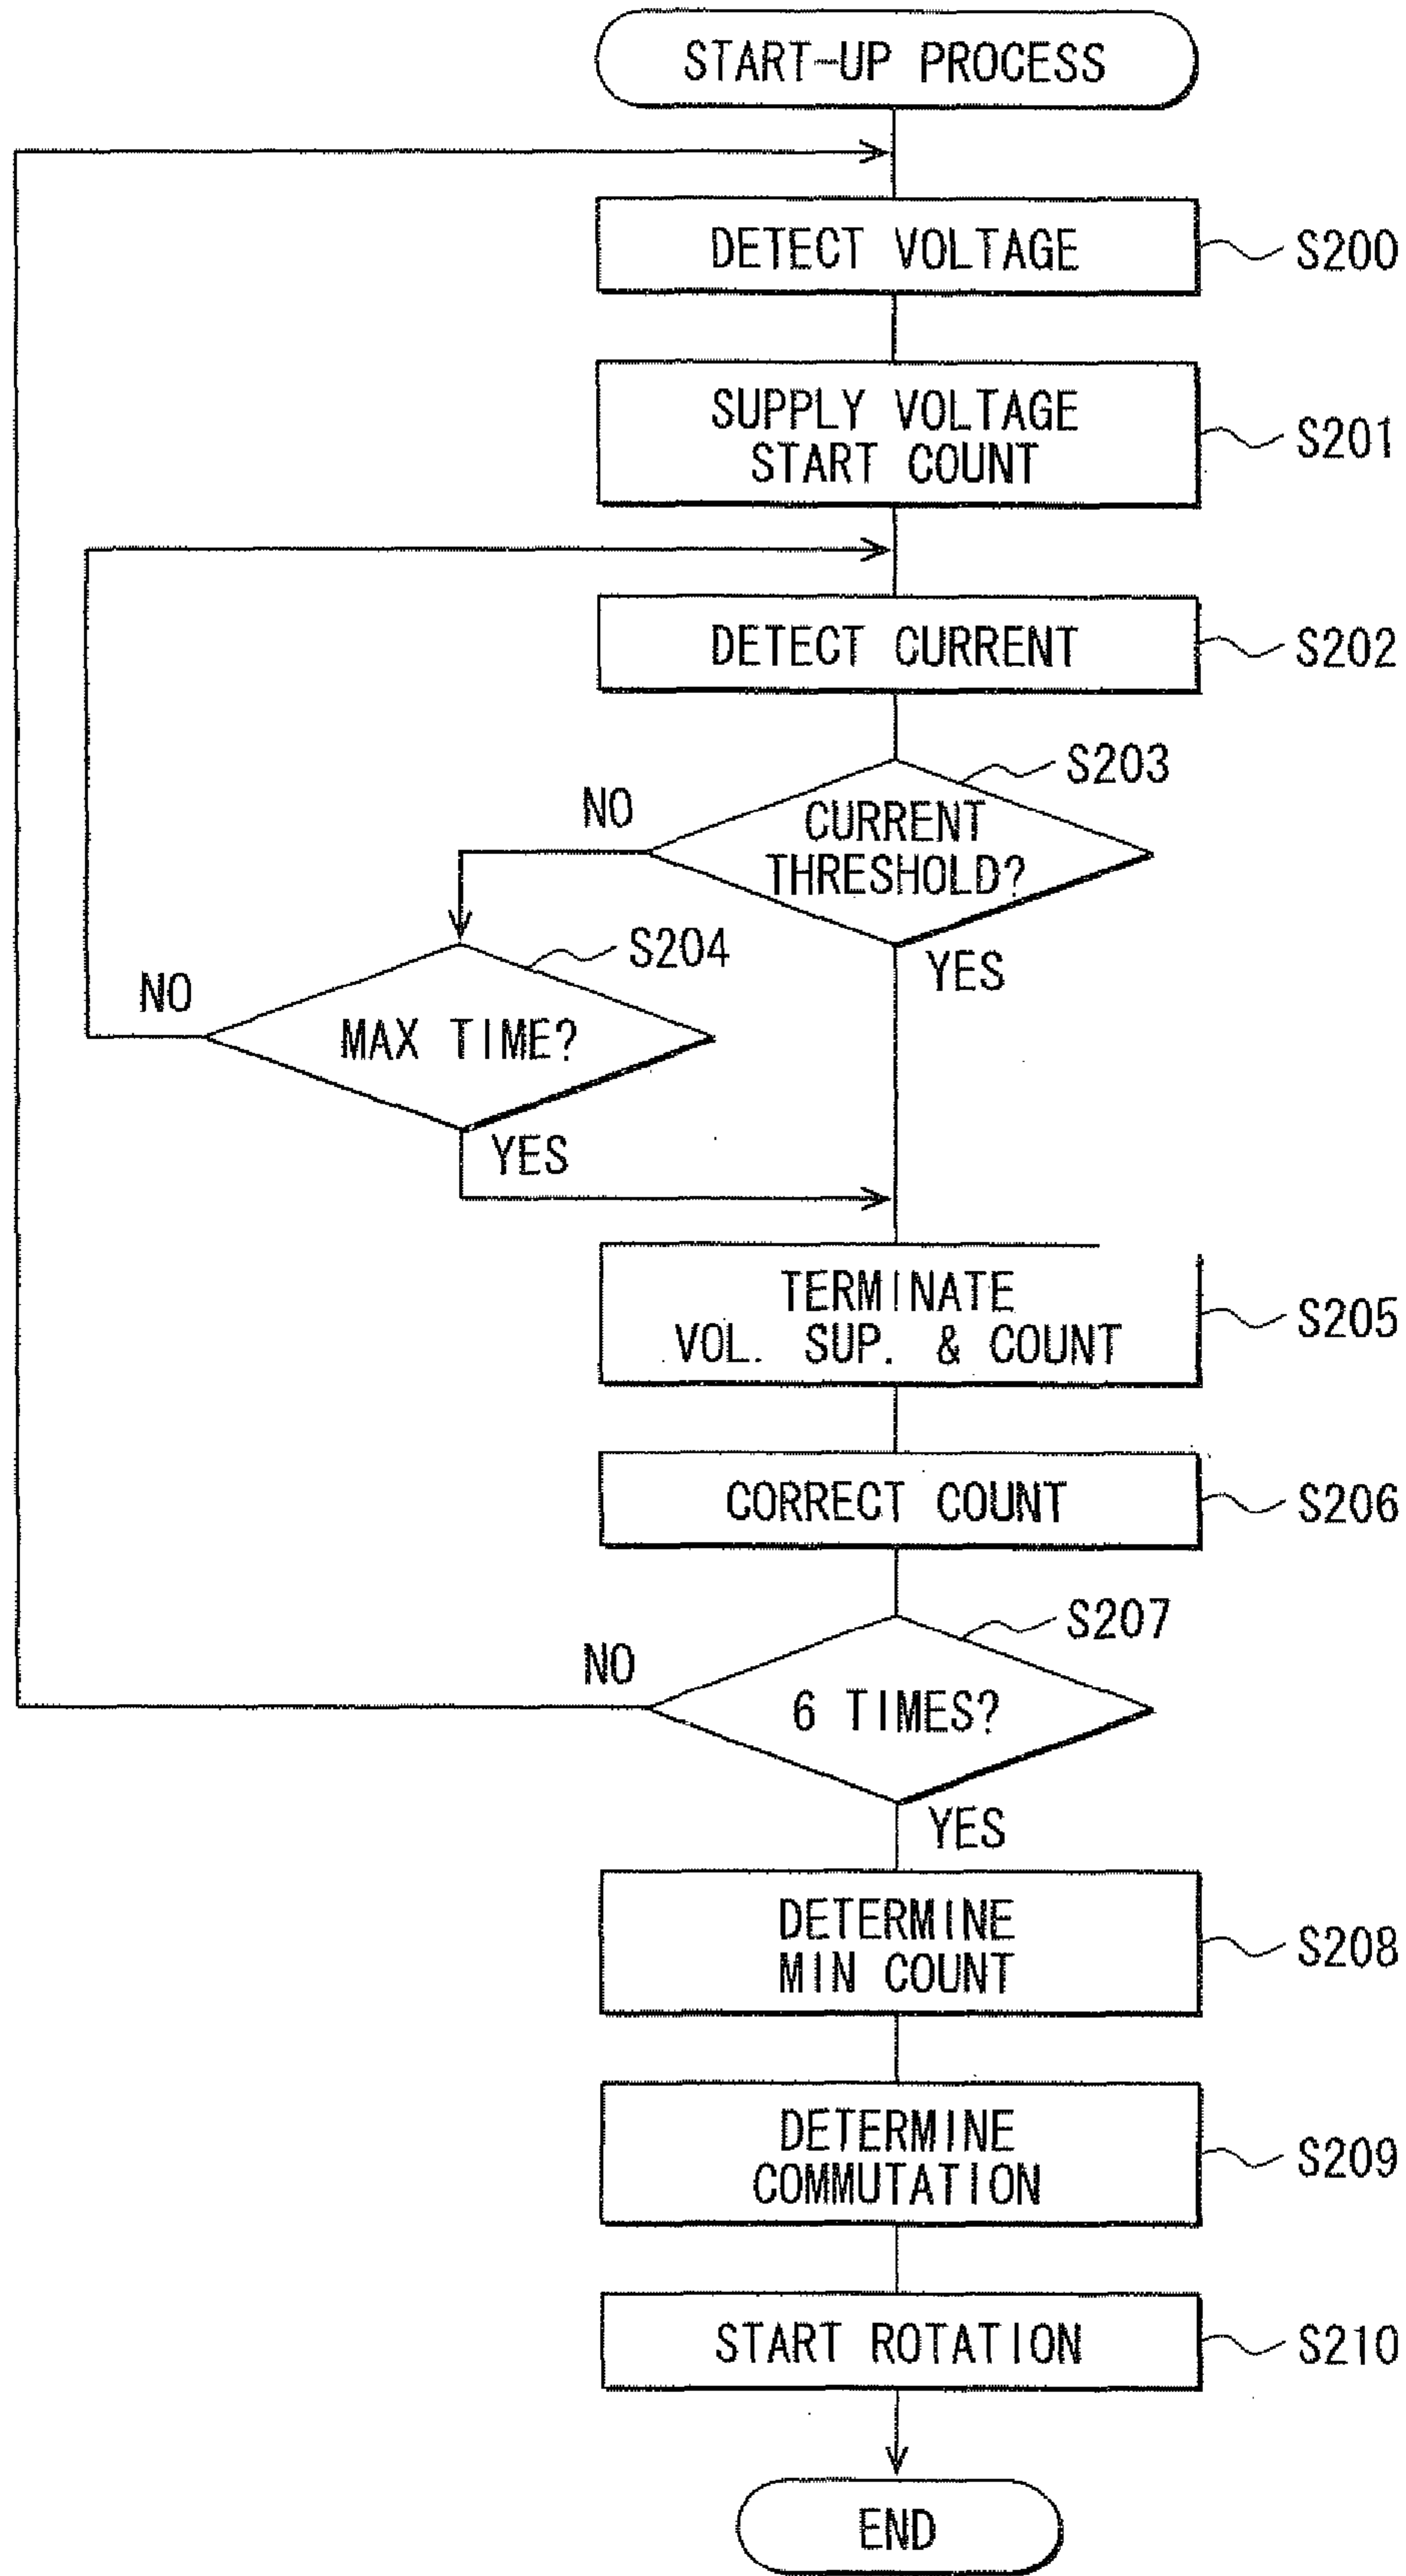 START-UP PROCESS
DETECT VOLTAGE
S200
SUPPLY VOLTAGE
START COUNT
S201
DETECT CURRENT
S202
S203
NO
CURRENT
THRESHOLD?
YES
S204
NO
MAX TIME?
YES
TERMINATE
VOL. SUP. & COUNT
S205
CORRECT COUNT
S206
S207
NO
6 TIMES?
YES
DETERMINE
MIN COUNT
S208
DETERMINE
COMMUTATION
S209
START ROTATION
S210
END